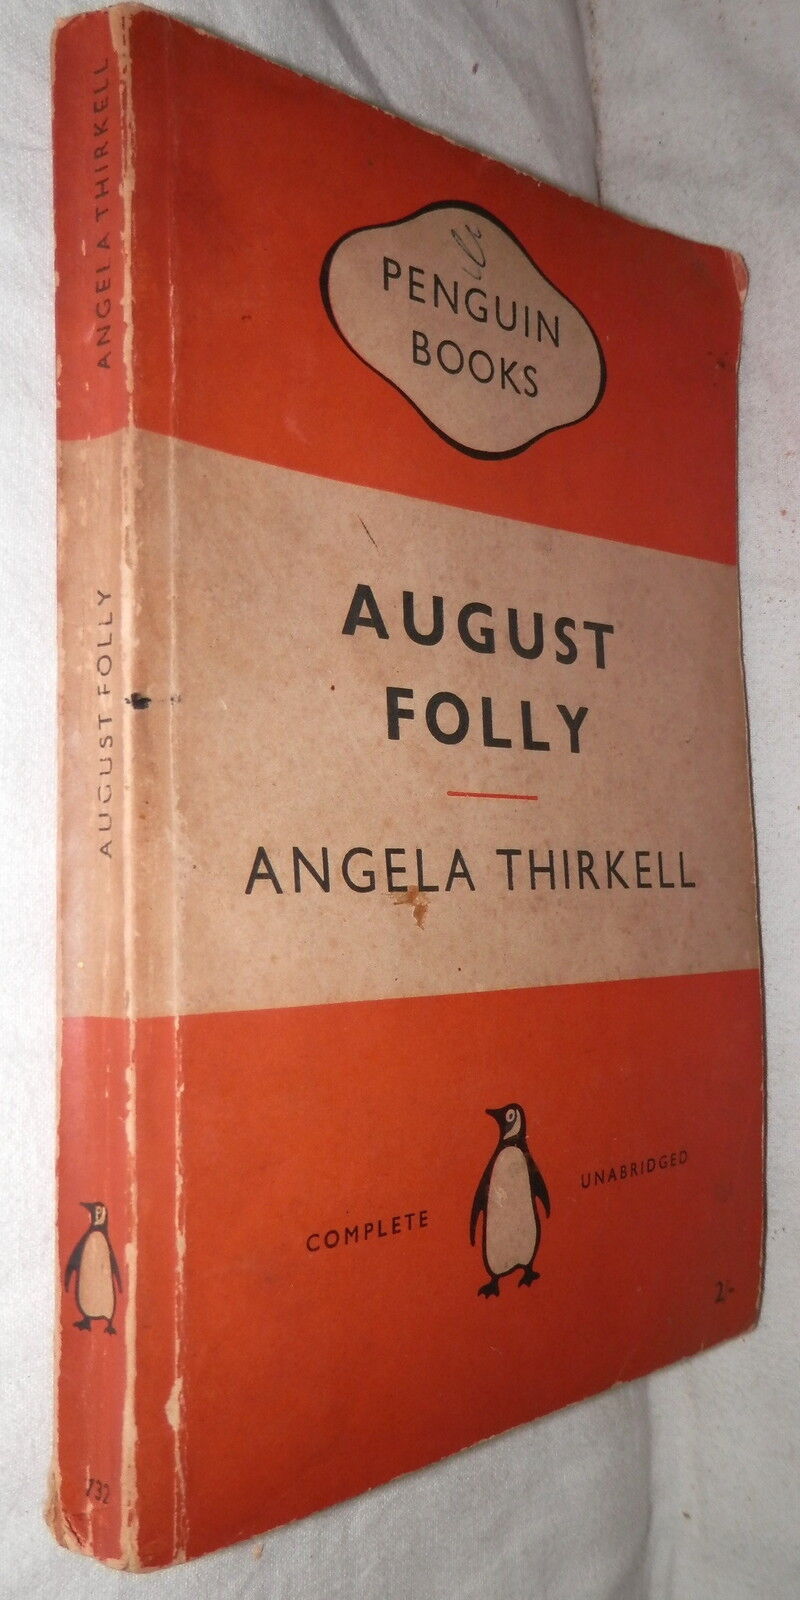 ANGELA THIRKELL
AUGUST FOLLY
732
PENGUIN
BOOKS
AUGUST
FOLLY
ANGELA THIRKELL
COMPLETE
UNABRIDGED
2/-